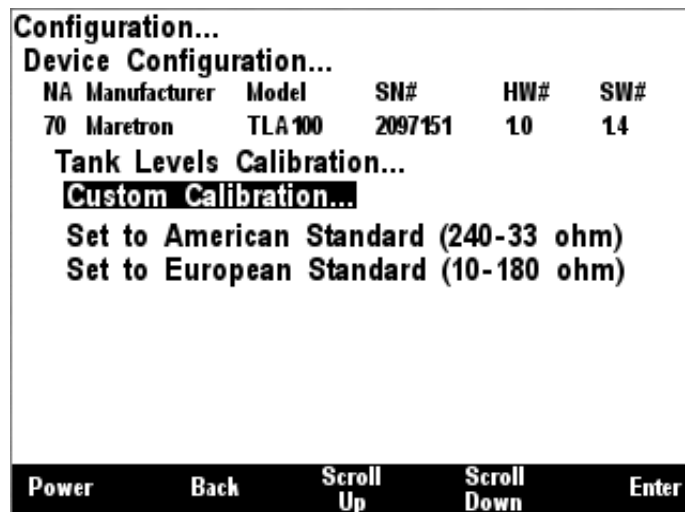 Configuration...
Device Configuration...
NA Manufacturer Model SN# HW# SW#
70 Maretron TLA100 2097151 1.0 1.4
Tank Levels Calibration...
Custom Calibration...
Set to American Standard (240-33 ohm)
Set to European Standard (10-180 ohm)
Power Back Scroll Up Scroll Down Enter